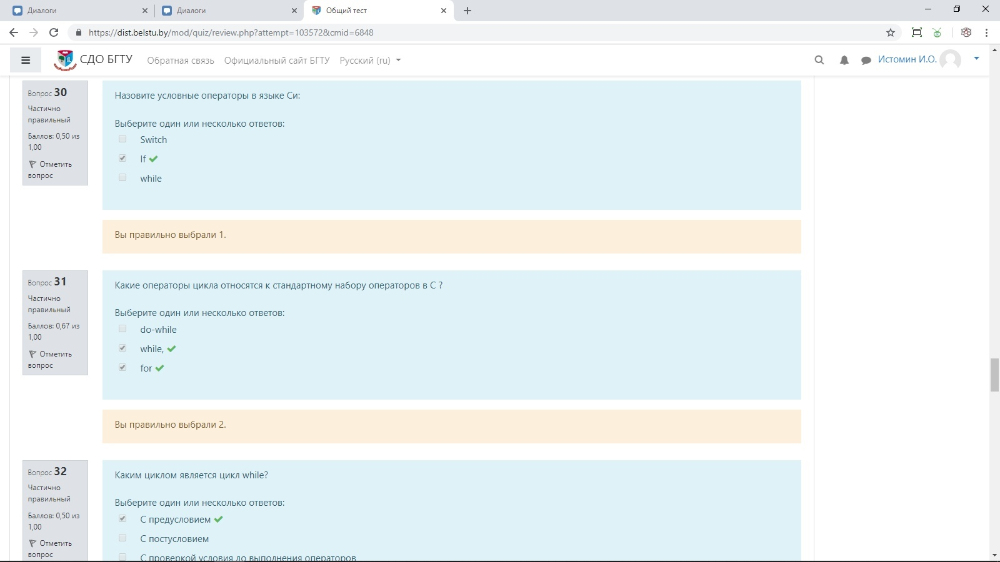 Диалоги
Диалоги
Общий тест
https://dist.belstu.by/mod/quiz/review.php?attempt=103572&cmid=6848
СДО БГТУ
Обратная связь
Официальный сайт БГТУ
Русский (ru)
Истомин И.О.
Вопрос 30
Частично
правильный
Баллов: 0,50 из
1,00
Отметить
вопрос
Назовите условные операторы в языке Си:
Выберите один или несколько ответов:
Switch
If
while
Вы правильно выбрали 1.
Вопрос 31
Частично
правильный
Баллов: 0,67 из
1,00
Отметить
вопрос
Какие операторы цикла относятся к стандартному набору операторов в С ?
Выберите один или несколько ответов:
do-while
while,
for
Вы правильно выбрали 2.
Вопрос 32
Частично
правильный
Баллов: 0,50 из
1,00
Отметить
вопрос
Каким циклом является цикл while?
Выберите один или несколько ответов:
С предусловием
С постусловием
С проверкой условия до выполнения операторов